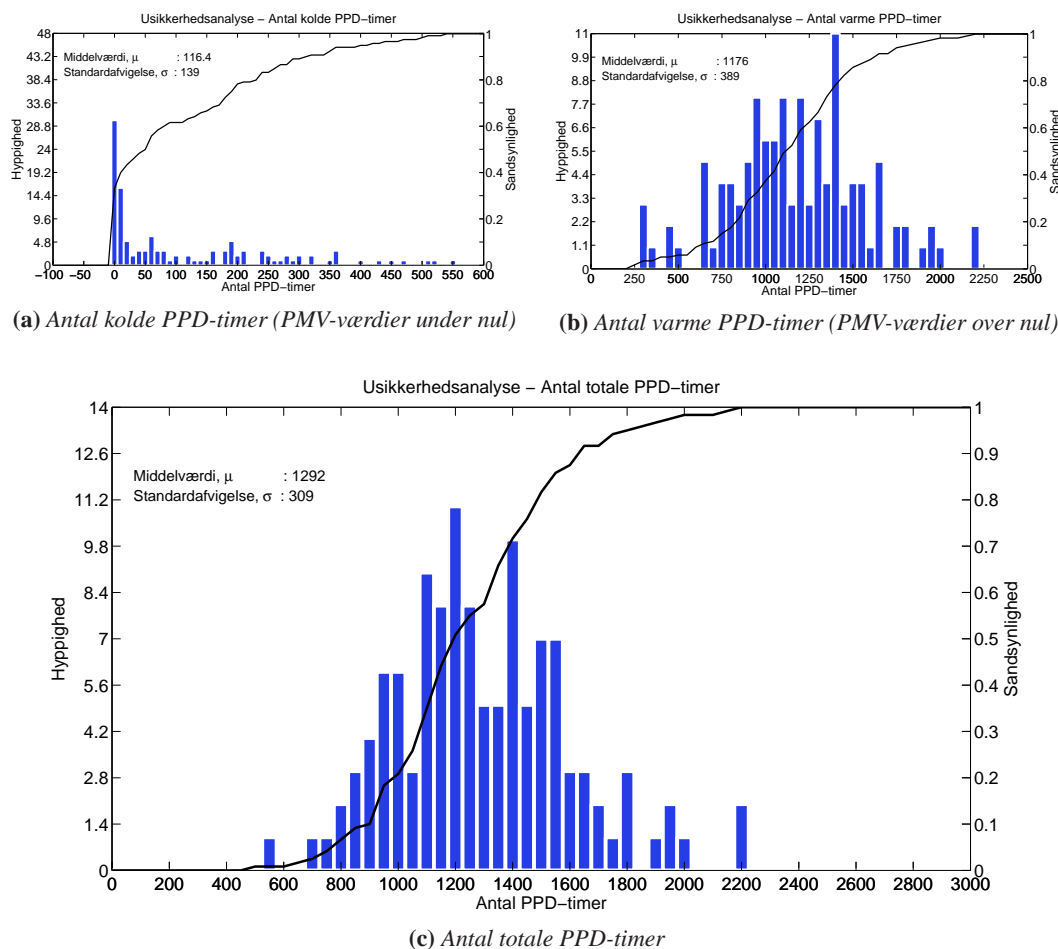 Usikkerhedsanalyse – Antal kolde PPD–timer
48
43.2
38.4
33.6
28.8
24
19.2
14.4
9.6
4.8
Hyppighed
Middelværdi, μ : 116.4
Standardafvigelse, σ : 139
1
0.8
0.6
0.4
0.2
0
Sandsynlighed
−100 −50 0 50 100 150 200 250 300 350 400 450 500 550 600
Antal PPD–timer
(a) Antal kolde PPD-timer (PMV-værdier under nul)
Usikkerhedsanalyse – Antal varme PPD–timer
11
9.9
8.8
7.7
6.6
5.5
4.4
3.3
2.2
1.1
0
Hyppighed
Middelværdi, μ : 1176
Standardafvigelse, σ : 389
1
0.8
0.6
0.4
0.2
0
Sandsynlighed
0 250 500 750 1000 1250 1500 1750 2000 2250 2500
Antal PPD–timer
(b) Antal varme PPD-timer (PMV-værdier over nul)
Usikkerhedsanalyse – Antal totale PPD–timer
14
12.6
11.2
9.8
8.4
7
5.6
4.2
2.8
1.4
0
Hyppighed
Middelværdi, μ : 1292
Standardafvigelse, σ : 309
1
0.9
0.8
0.7
0.6
0.5
0.4
0.3
0.2
0.1
0
Sandsynlighed
0 200 400 600 800 1000 1200 1400 1600 1800 2000 2200 2400 2600 2800 3000
Antal PPD–timer
(c) Antal totale PPD-timer